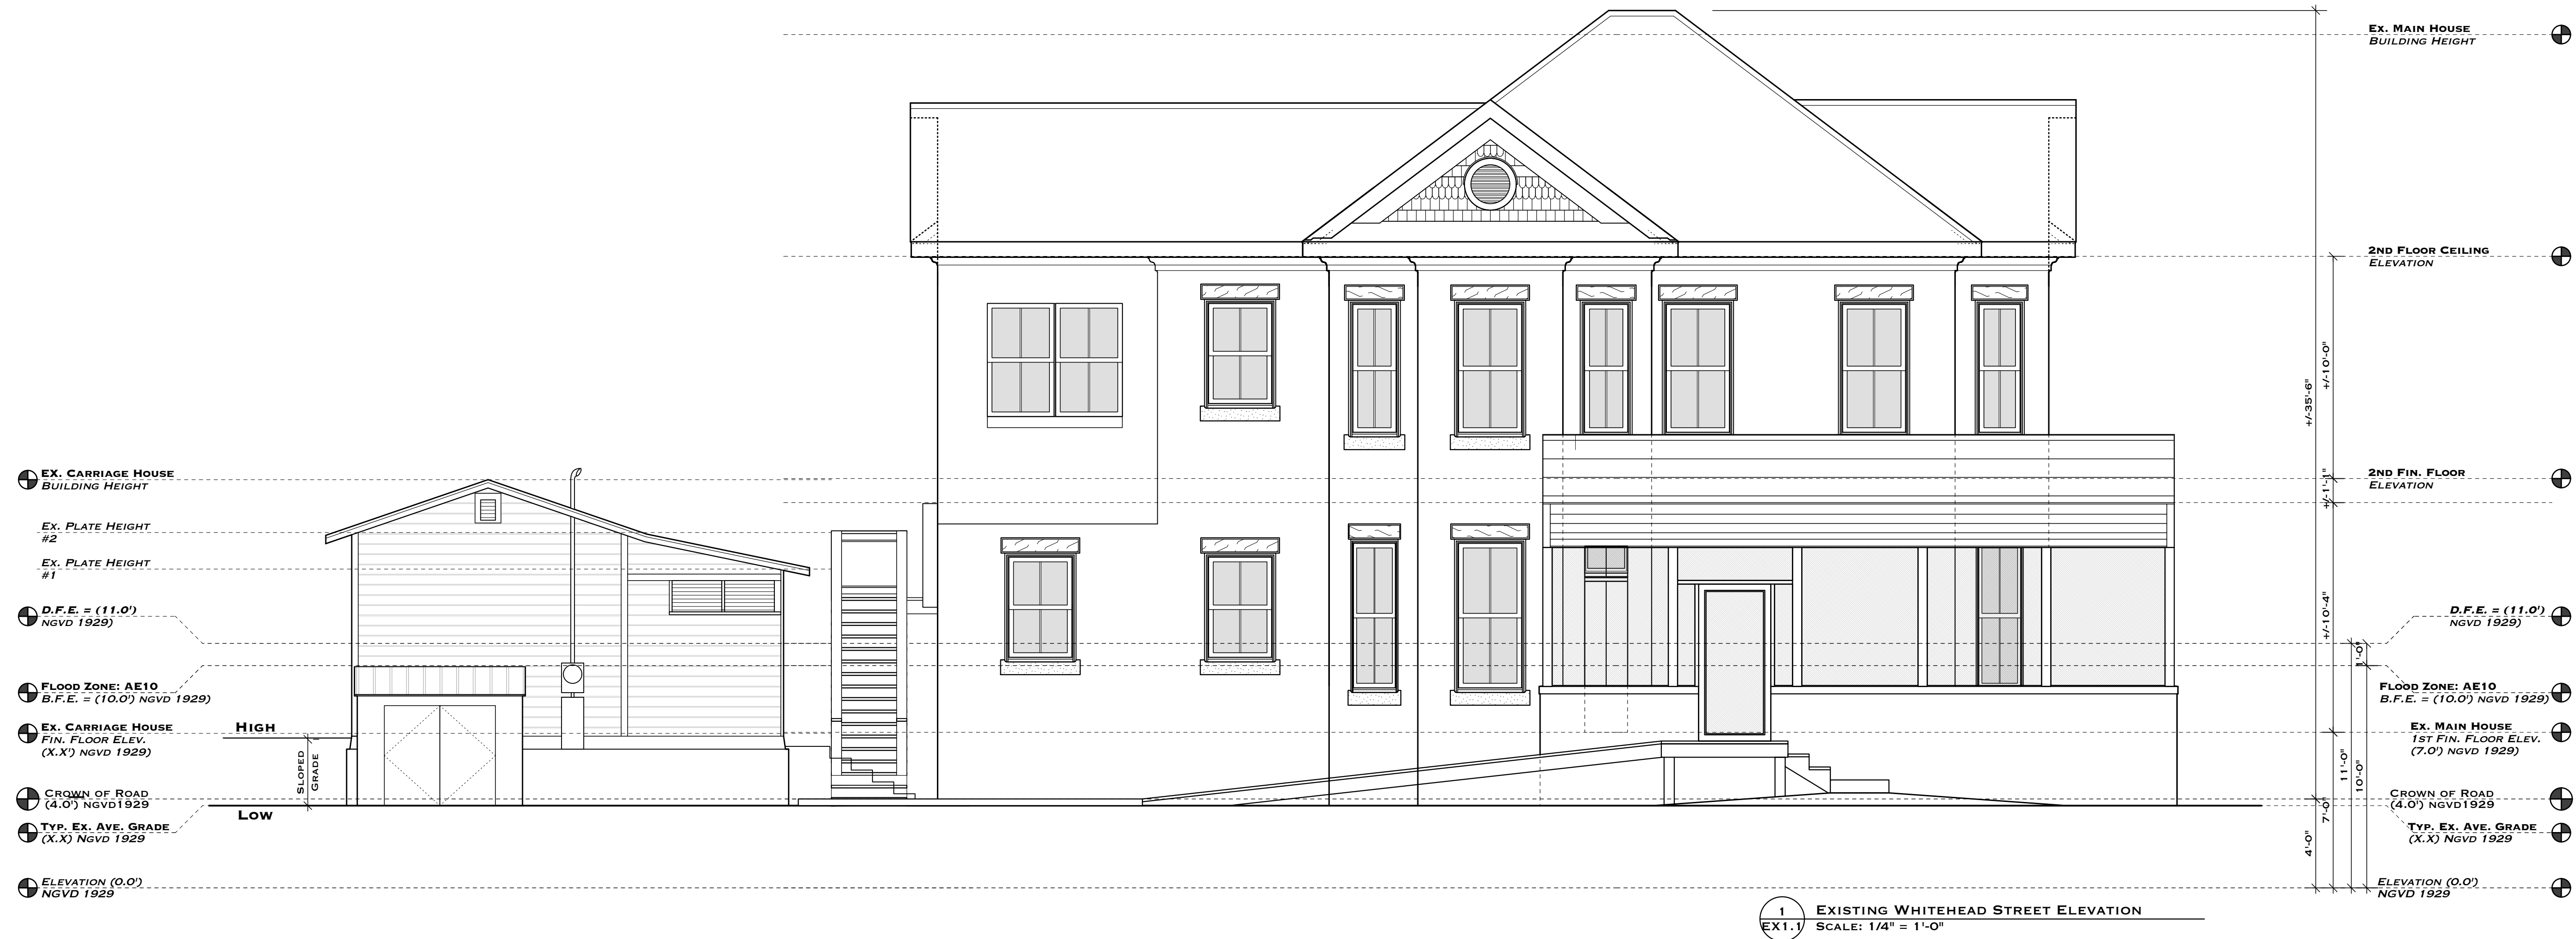 Ex. Main House
Building Height
2nd Floor Ceiling
Elevation
+/-10'-0"
+/-35'-6"
EX. Carriage House
Building Height
2nd Fin. Floor
Elevation
+/-1'-1"
Ex. Plate Height
#2
Ex. Plate Height
#1
+/-10'-4"
D.F.E. = (11.0')
NGVD 1929)
D.F.E. = (11.0')
NGVD 1929)
1'-0"
Flood Zone: AE10
B.F.E. = (10.0') NGVD 1929)
Flood Zone: AE10
B.F.E. = (10.0') NGVD 1929)
Ex. Carriage House
Fin. Floor Elev.
(X.X') NGVD 1929)
High
Sloped
Grade
Low
Ex. Main House
1st Fin. Floor Elev.
(7.0') NGVD 1929)
11'-0"
10'-0"
7'-0"
4'-0"
Crown of Road
(4.0') NGVD1929
Crown of Road
(4.0') NGVD1929
Typ. Ex. Ave. Grade
(X.X) NGVD 1929
Typ. Ex. Ave. Grade
(X.X) NGVD 1929
Elevation (0.0')
NGVD 1929
Elevation (0.0')
NGVD 1929
1
EX1.1
Existing Whitehead Street Elevation
Scale: 1/4" = 1'-0"